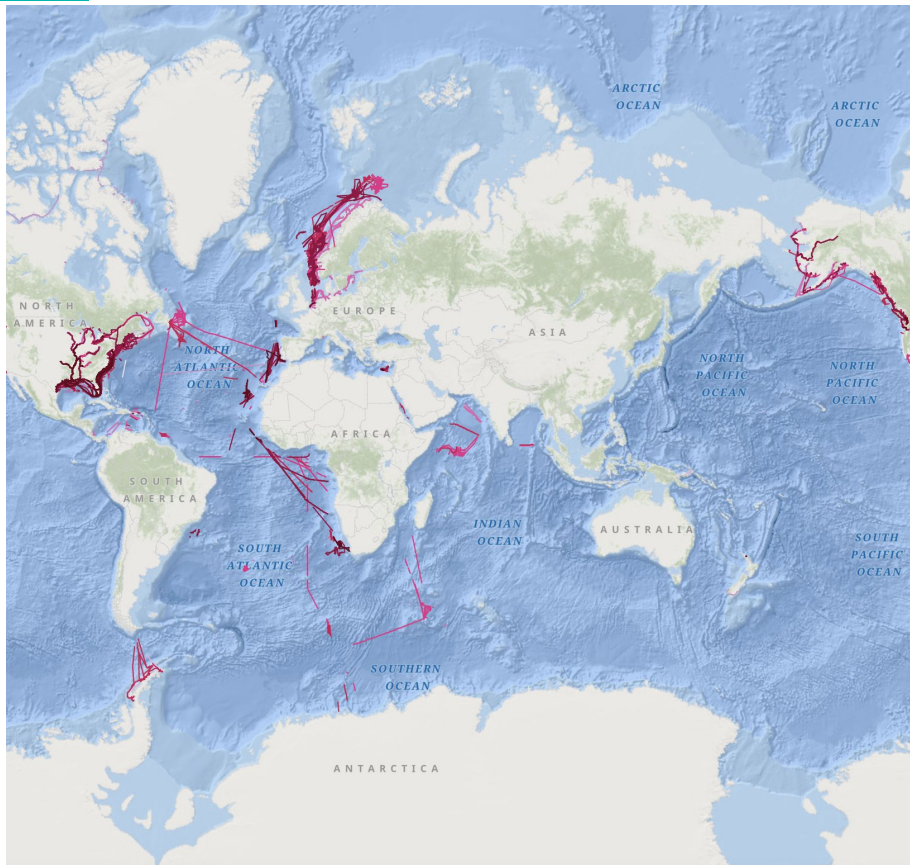 ARCTIC
OCEAN
ARCTIC
OCEAN
NORTH
AMERICA
EUROPE
ASIA
NORTH
ATLANTIC
OCEAN
NORTH
PACIFIC
OCEAN
NORTH
PACIFIC
OCEAN
AFRICA
SOUTH
AMERICA
INDIAN
OCEAN
AUSTRALIA
SOUTH
ATLANTIC
OCEAN
SOUTH
PACIFIC
OCEAN
SOUTHERN
OCEAN
ANTARCTICA